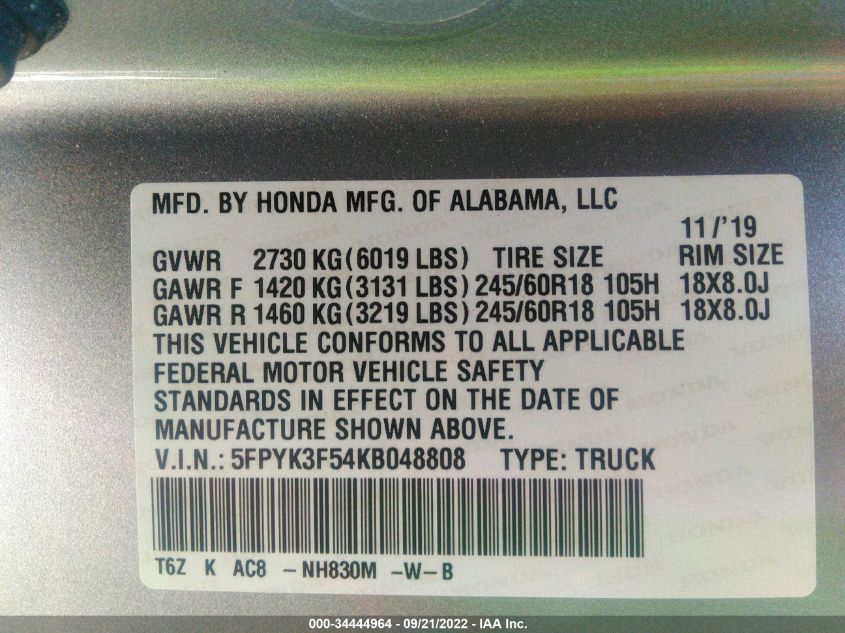 MFD. BY HONDA MFG. OF ALABAMA, LLC
11/'19
GVWR 2730 KG (6019 LBS) TIRE SIZE RIM SIZE
GAWR F 1420 KG (3131 LBS) 245/60R18 105H 18X8.0J
GAWR R 1460 KG (3219 LBS) 245/60R18 105H 18X8.0J
THIS VEHICLE CONFORMS TO ALL APPLICABLE
FEDERAL MOTOR VEHICLE SAFETY
STANDARDS IN EFFECT ON THE DATE OF
MANUFACTURE SHOWN ABOVE.
V.I.N.: 5FPYK3F54KB048808 TYPE: TRUCK
T6Z K AC8 -NH830M -W-B
000-34444964 - 09/21/2022 - IAA Inc.